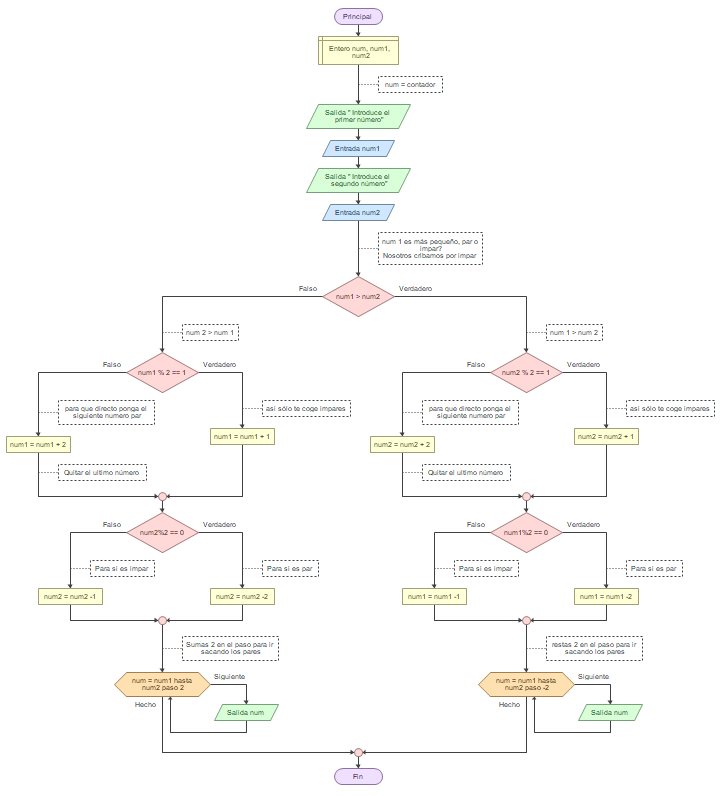 Principal
Entero num, num1,
num2
num = contador
Salida " Introduce el
primer número"
Entrada num1
Salida " Introduce el
segundo número"
Entrada num2
num 1 es más pequeño, par o
impar?
Nosotros cribamos por impar
Falso
num1 > num2
Verdadero
num 2 > num 1
num 1 > num 2
Falso
num1 % 2 == 1
Verdadero
Falso
num2 % 2 == 1
Verdadero
para que directo ponga el
siguiente numero par
asi sólo te coge impares
para que directo ponga el
siguiente numero par
asi sólo te coge impares
num1 = num1 + 2
num1 = num1 + 1
num2 = num2 + 2
num2 = num2 + 1
Quitar el ultimo número
Quitar el ultimo número
Falso
num2%2 == 0
Verdadero
Falso
num1%2 == 0
Verdadero
Para si es impar
Para si es par
Para si es impar
Para si es par
num2 = num2 -1
num2 = num2 -2
num1 = num1 -1
num1 = num1 -2
Sumas 2 en el paso para ir
sacando los pares
restas 2 en el paso para ir
sacando los pares
num = num1 hasta
num2 paso 2
Siguiente
num = num1 hasta
num2 paso -2
Siguiente
Hecho
Salida num
Hecho
Salida num
Fin